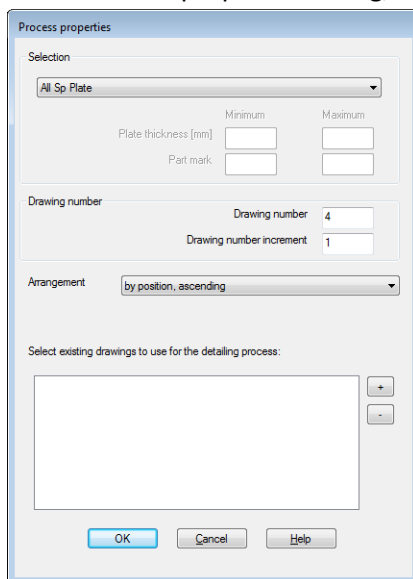 Process properties
Selection
All Sp Plate
Minimum Maximum
Plate thickness [mm]
Part mark
Drawing number
Drawing number 4
Drawing number increment 1
Arrangement by position, ascending
Select existing drawings to use for the detailing process:
+
-
OK Cancel Help